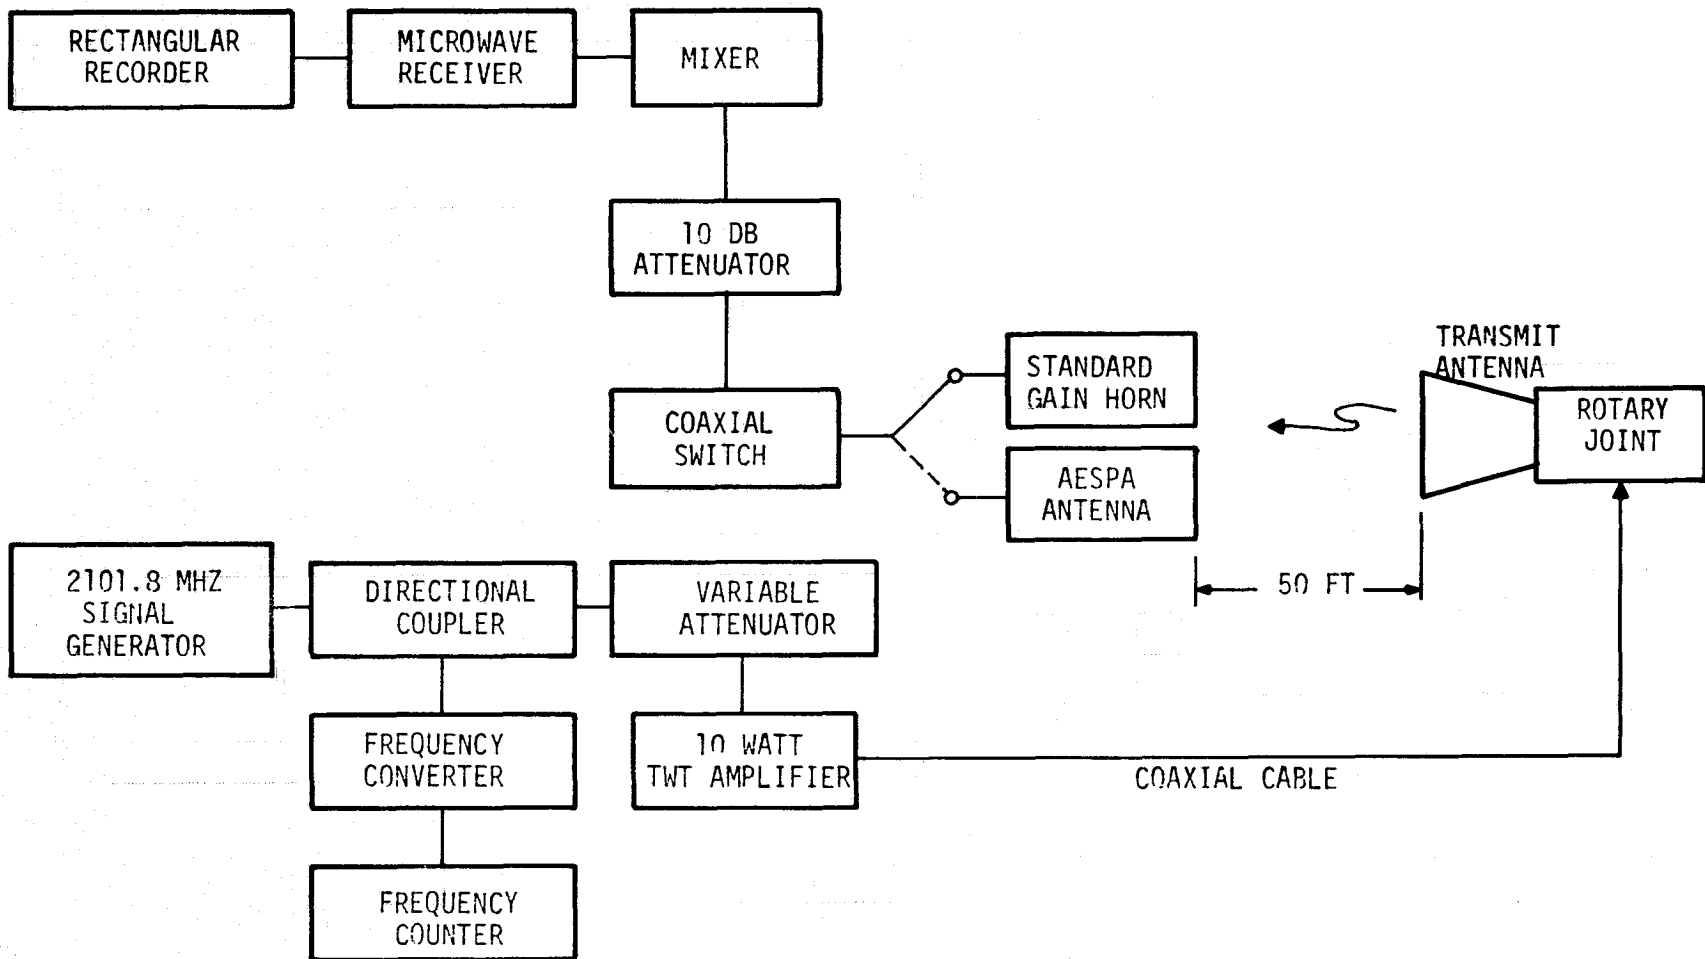 RECTANGULAR
RECORDER
MICROWAVE
RECEIVER
MIXER
10 DB
ATTENUATOR
COAXIAL
SWITCH
STANDARD
GAIN HORN
AESPA
ANTENNA
TRANSMIT
ANTENNA
ROTARY
JOINT
50 FT
2101.8 MHZ
SIGNAL
GENERATOR
DIRECTIONAL
COUPLER
VARIABLE
ATTENUATOR
FREQUENCY
CONVERTER
10 WATT
TWT AMPLIFIER
COAXIAL CABLE
FREQUENCY
COUNTER